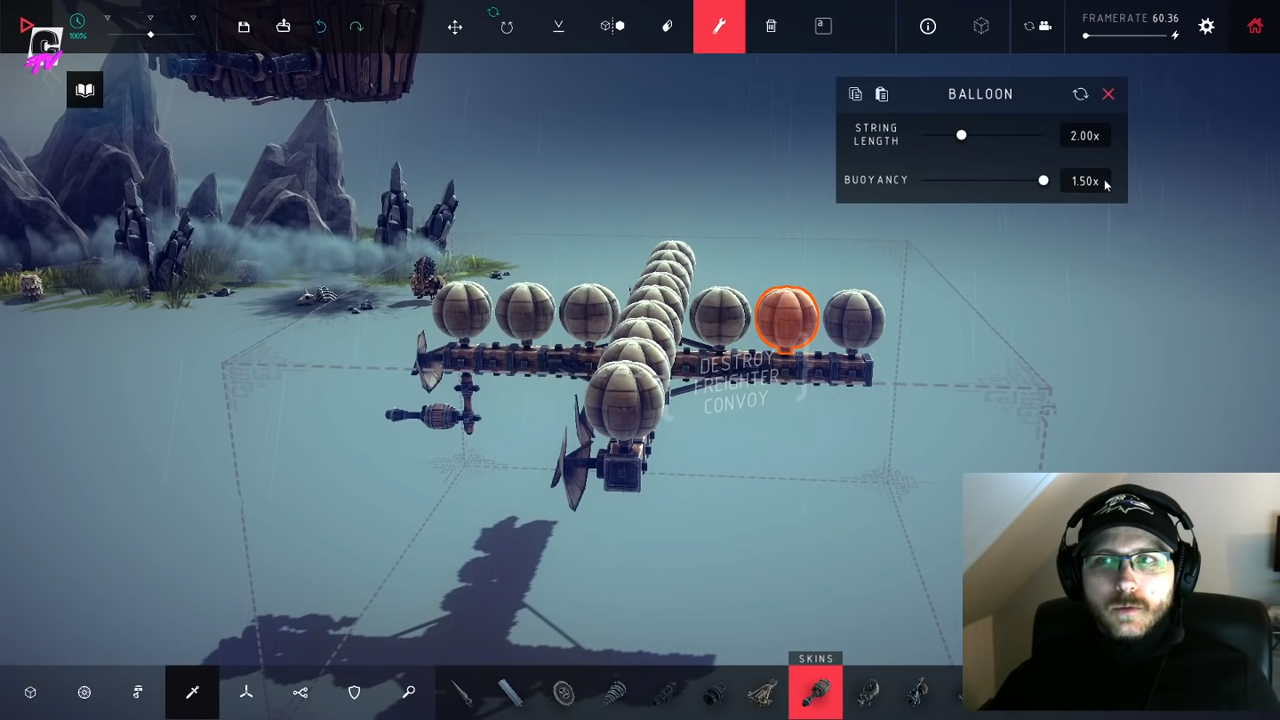 100%
a
FRAMERATE 60.36
BALLOON
STRING
LENGTH
2.00x
BUOYANCY
1.50x
DESTROY
FREIGHTER
CONVOY
SKINS